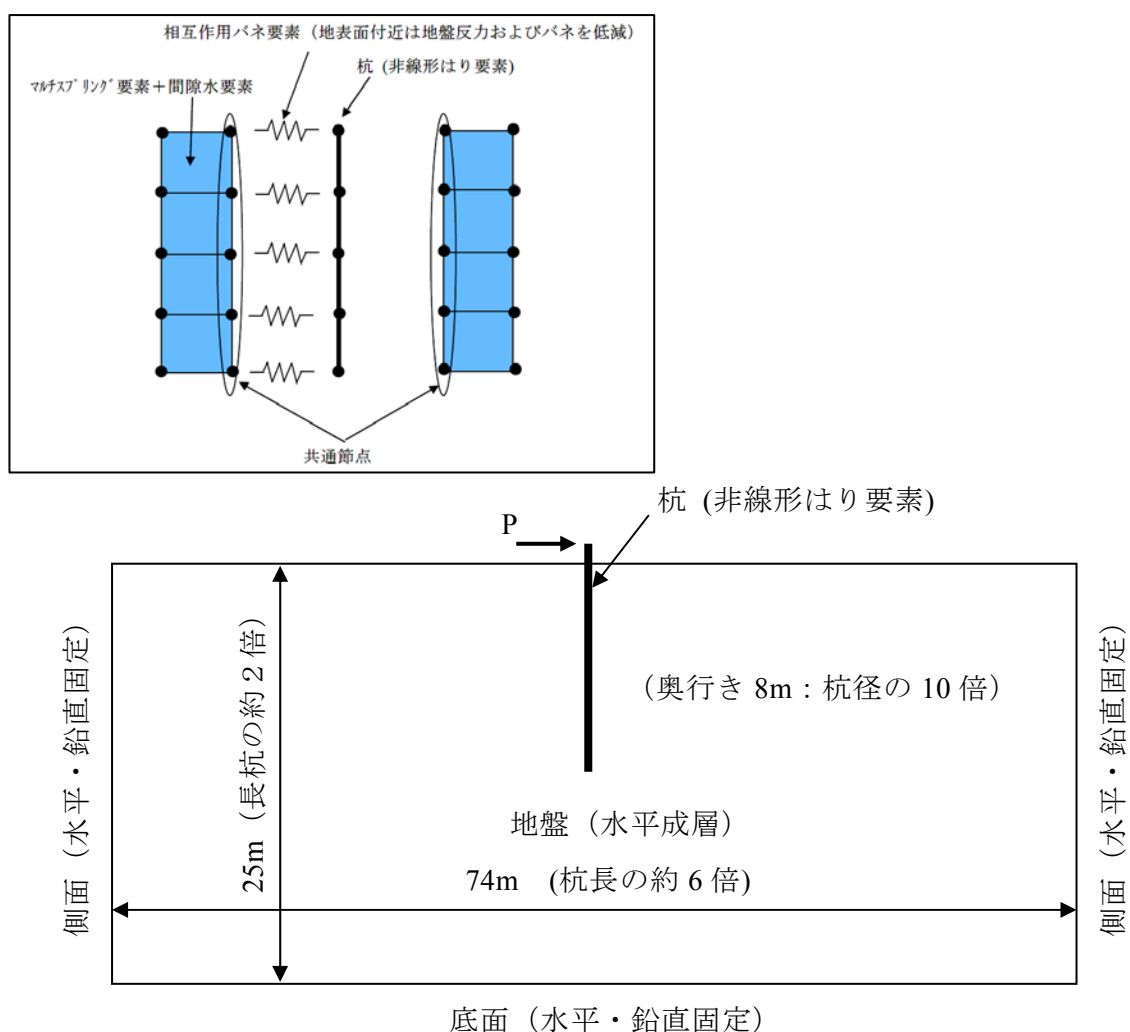 相互作用バネ要素（地表面付近は地盤反力およびバネを低減）
杭 (非線形はり要素)
ﾏﾙﾁｽﾌﾟﾘﾝｸﾞ要素＋間隙水要素
共通節点
杭 (非線形はり要素)
P
側面（水平・鉛直固定）
25m（長杭の約２倍）
（奥行き 8m：杭径の 10 倍）
側面（水平・鉛直固定）
地盤（水平成層）
74m　(杭長の約 6 倍)
底面（水平・鉛直固定）